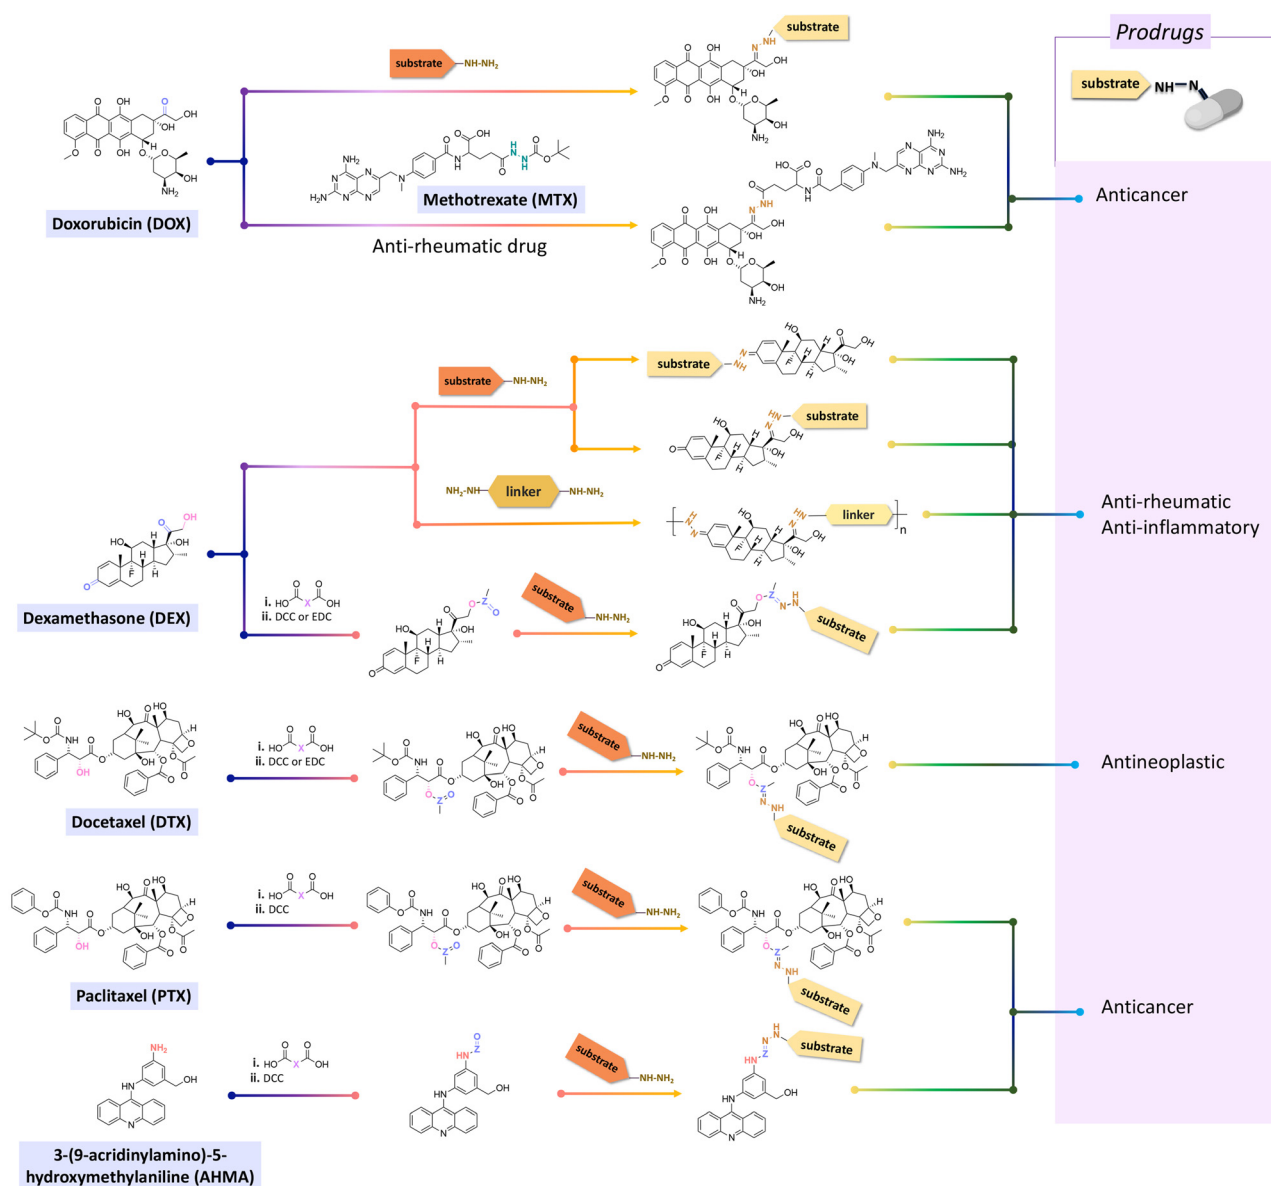 Prodrugs
substrate
NH
N
substrate
NH-NH₂
substrate
Doxorubicin (DOX)
Methotrexate (MTX)
Anti-rheumatic drug
Anticancer
substrate
NH-NH₂
substrate
substrate
NH₂-NH
linker
NH-NH₂
linker
n
Anti-rheumatic
Anti-inflammatory
Dexamethasone (DEX)
i.
ii. DCC or EDC
substrate
NH-NH₂
substrate
Docetaxel (DTX)
i.
ii. DCC or EDC
substrate
NH-NH₂
substrate
Antineoplastic
Paclitaxel (PTX)
i.
ii. DCC
substrate
NH-NH₂
substrate
Anticancer
3-(9-acridinylamino)-5-
hydroxymethylaniline (AHMA)
i.
ii. DCC
substrate
NH-NH₂
substrate